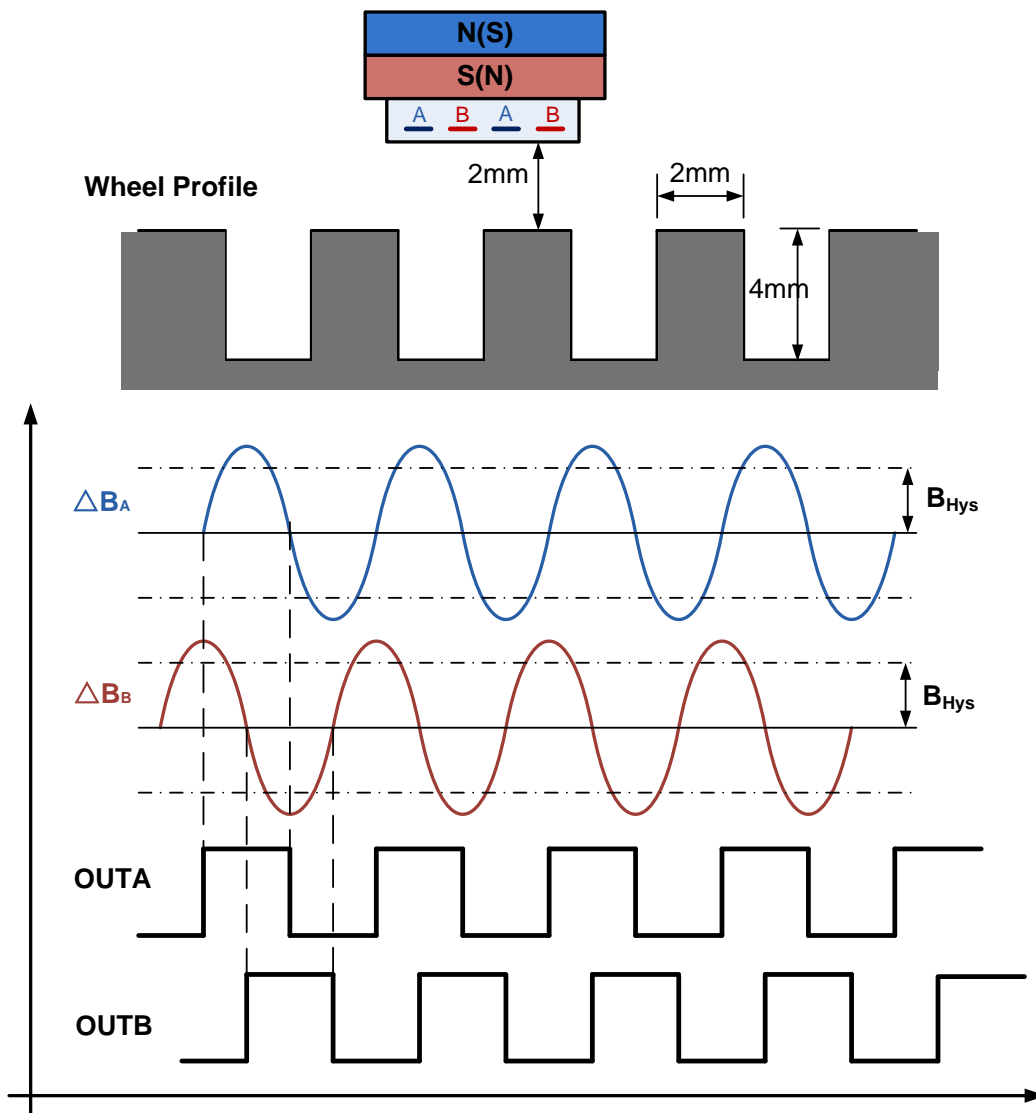 N(S)
S(N)
A B A B
2mm 2mm
Wheel Profile
4mm
△BA
BHys
△BB
BHys
OUTA
OUTB